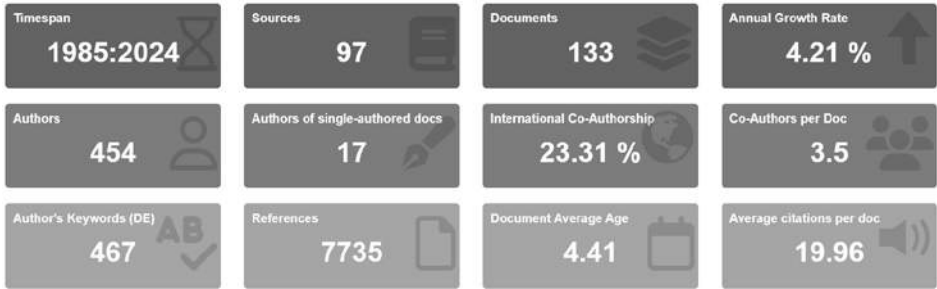 Timespan
1985:2024
Sources
97
Documents
133
Annual Growth Rate
4.21 %
Authors
454
Authors of single-authored docs
17
International Co-Authorship
23.31 %
Co-Authors per Doc
3.5
Author's Keywords (DE)
467
AB
References
7735
Document Average Age
4.41
Average citations per doc
19.96